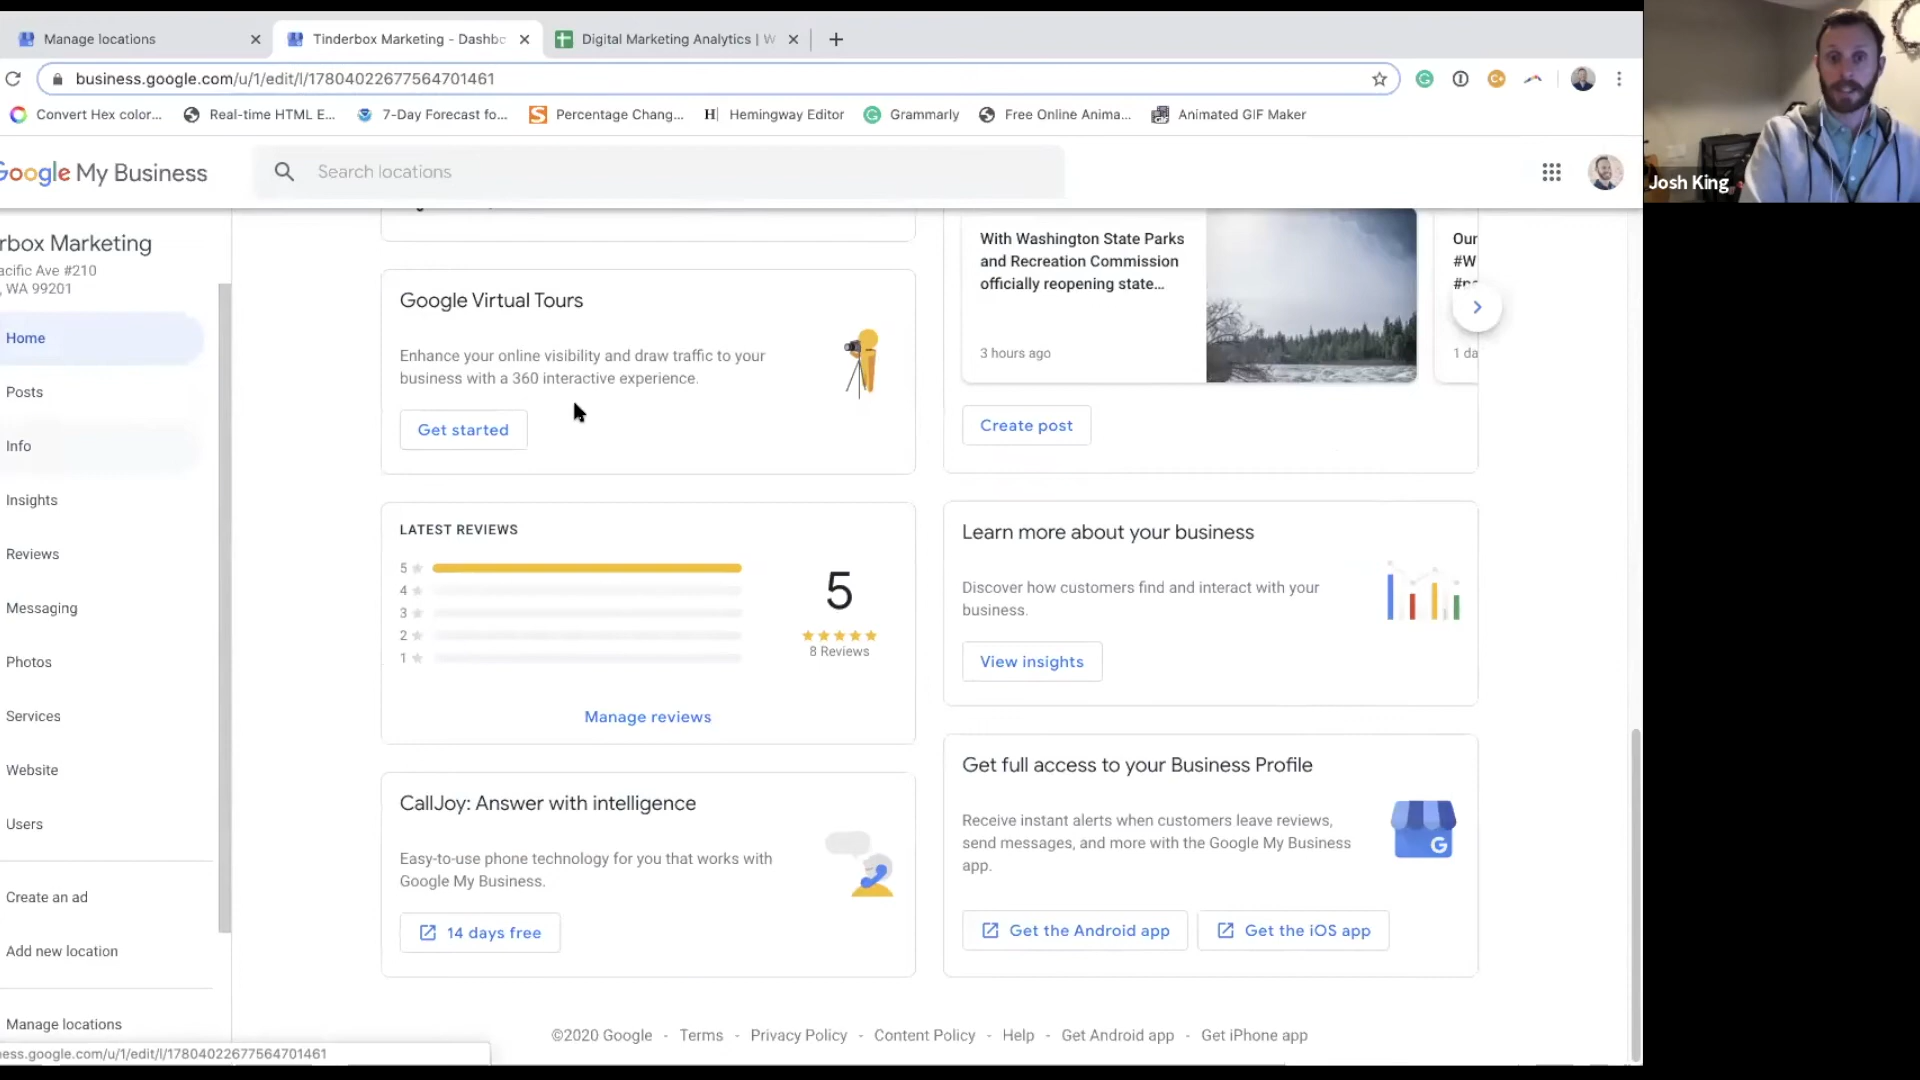 Manage locations
Tinderbox Marketing - Dashbc
Digital Marketing Analytics | W
business.google.com/u/1/edit/l/17804022677564701461
Convert Hex color...
Real-time HTML E...
7-Day Forecast fo...
Percentage Chang...
Hemingway Editor
Grammarly
Free Online Anima...
Animated GIF Maker
Google My Business
Search locations
Josh King
rbox Marketing
acific Ave #210
, WA 99201
Home
Posts
Info
Insights
Reviews
Messaging
Photos
Services
Website
Users
Create an ad
Add new location
Manage locations
ess.google.com/u/1/edit/l/17804022677564701461
Google Virtual Tours
Enhance your online visibility and draw traffic to your
business with a 360 interactive experience.
Get started
LATEST REVIEWS
5
4
3
2
1
5
8 Reviews
Manage reviews
CallJoy: Answer with intelligence
Easy-to-use phone technology for you that works with
Google My Business.
14 days free
With Washington State Parks
and Recreation Commission
officially reopening state...
3 hours ago
Our
#W
1 da
Create post
Learn more about your business
Discover how customers find and interact with your
business.
View insights
Get full access to your Business Profile
Receive instant alerts when customers leave reviews,
send messages, and more with the Google My Business
app.
G
Get the Android app
Get the iOS app
©2020 Google - Terms - Privacy Policy - Content Policy - Help - Get Android app - Get iPhone app